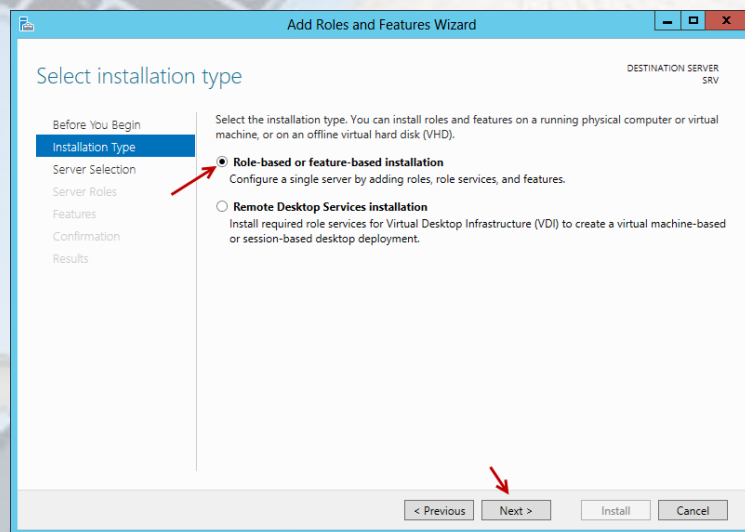 Add Roles and Features Wizard
X
Select installation type
DESTINATION SERVER
SRV
Before You Begin
Installation Type
Server Selection
Server Roles
Features
Confirmation
Results
Select the installation type. You can install roles and features on a running physical computer or virtual
machine, or on an offline virtual hard disk (VHD).
Role-based or feature-based installation
Configure a single server by adding roles, role services, and features.
Remote Desktop Services installation
Install required role services for Virtual Desktop Infrastructure (VDI) to create a virtual machine-based
or session-based desktop deployment.
< Previous
Next >
Install
Cancel